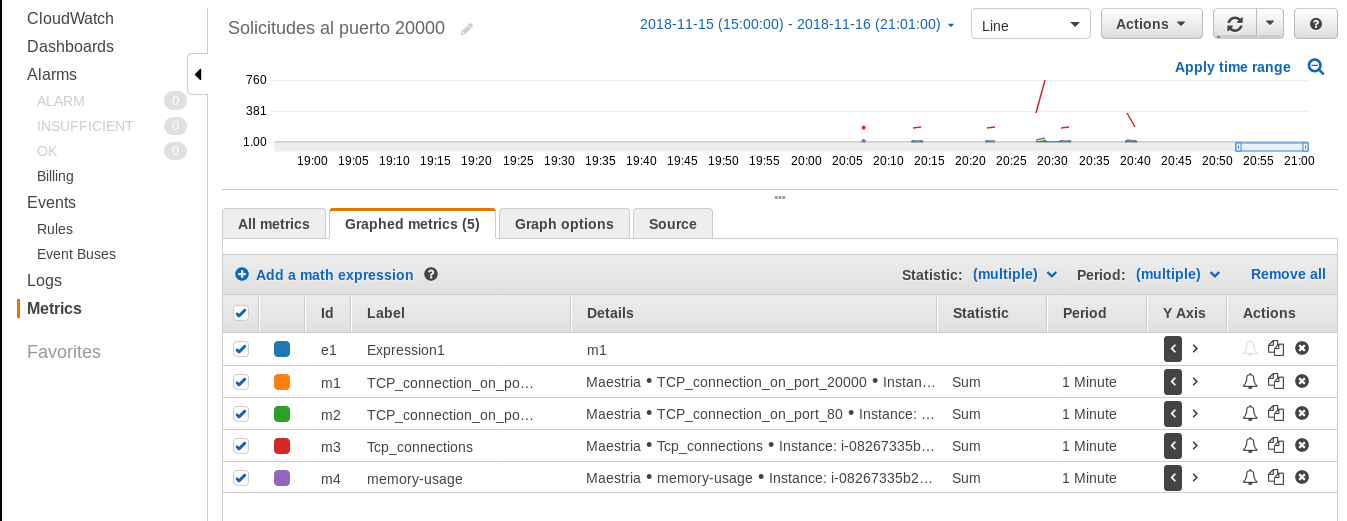 CloudWatch
Dashboards
Alarms
ALARM 0
INSUFFICIENT 0
OK 0
Billing
Events
Rules
Event Buses
Logs
Metrics
Favorites
Solicitudes al puerto 20000
2018-11-15 (15:00:00) - 2018-11-16 (21:01:00)
Line
Actions
Apply time range
760
381
1.00
19:00 19:05 19:10 19:15 19:20 19:25 19:30 19:35 19:40 19:45 19:50 19:55 20:00 20:05 20:10 20:15 20:20 20:25 20:30 20:35 20:40 20:45 20:50 20:55 21:00
All metrics Graphed metrics (5) Graph options Source
Add a math expression ? Statistic: (multiple) Period: (multiple) Remove all
Id Label Details Statistic Period Y Axis Actions
e1 Expression1 m1
m1 TCP_connection_on_po… Maestria • TCP_connection_on_port_20000 • Instan… Sum 1 Minute
m2 TCP_connection_on_po… Maestria • TCP_connection_on_port_80 • Instance: … Sum 1 Minute
m3 Tcp_connections Maestria • Tcp_connections • Instance: i-08267335b… Sum 1 Minute
m4 memory-usage Maestria • memory-usage • Instance: i-08267335b2… Sum 1 Minute